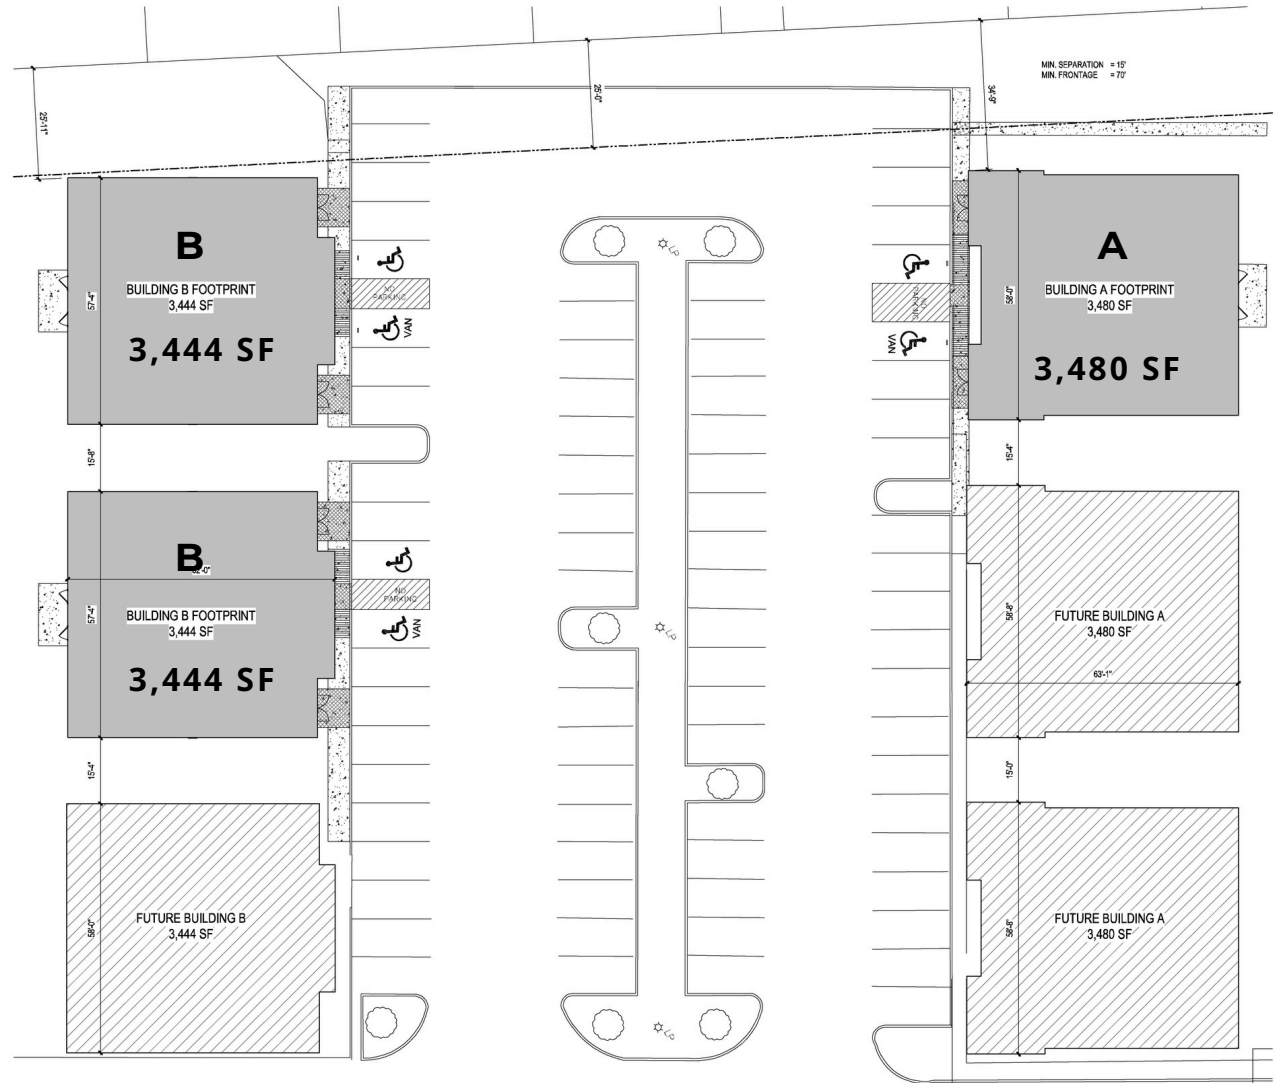 MIN. SEPARATION = 15'
MIN. FRONTAGE = 70'
25'-11"
25'-0"
34'-9"
B
BUILDING B FOOTPRINT
3,444 SF
3,444 SF
57'-4"
NO
PARKING
VAN
LP
A
BUILDING A FOOTPRINT
3,480 SF
3,480 SF
58'-0"
NO
PARKING
VAN
15'-8"
15'-4"
B
62'-0"
BUILDING B FOOTPRINT
3,444 SF
3,444 SF
57'-4"
NO
PARKING
VAN
LP
FUTURE BUILDING A
3,480 SF
58'-8"
63'-1"
15'-4"
15'-0"
FUTURE BUILDING B
3,444 SF
58'-0"
LP
FUTURE BUILDING A
3,480 SF
58'-8"